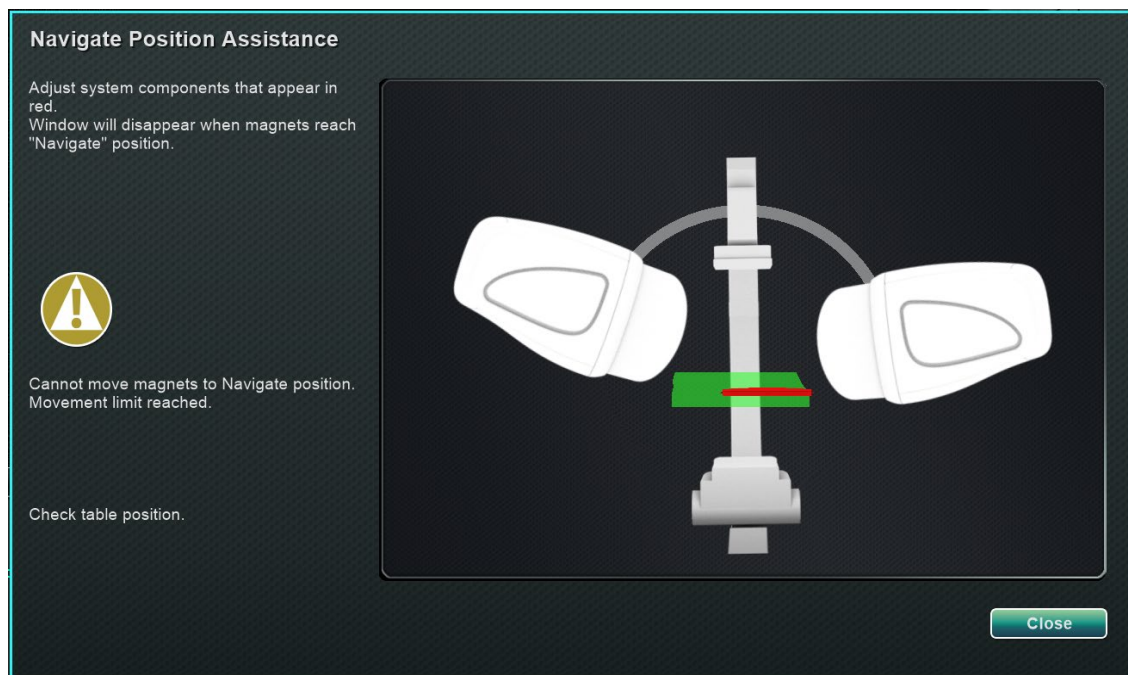 Navigate Position Assistance
Adjust system components that appear in
red.
Window will disappear when magnets reach
"Navigate" position.
Cannot move magnets to Navigate position.
Movement limit reached.
Check table position.
Close